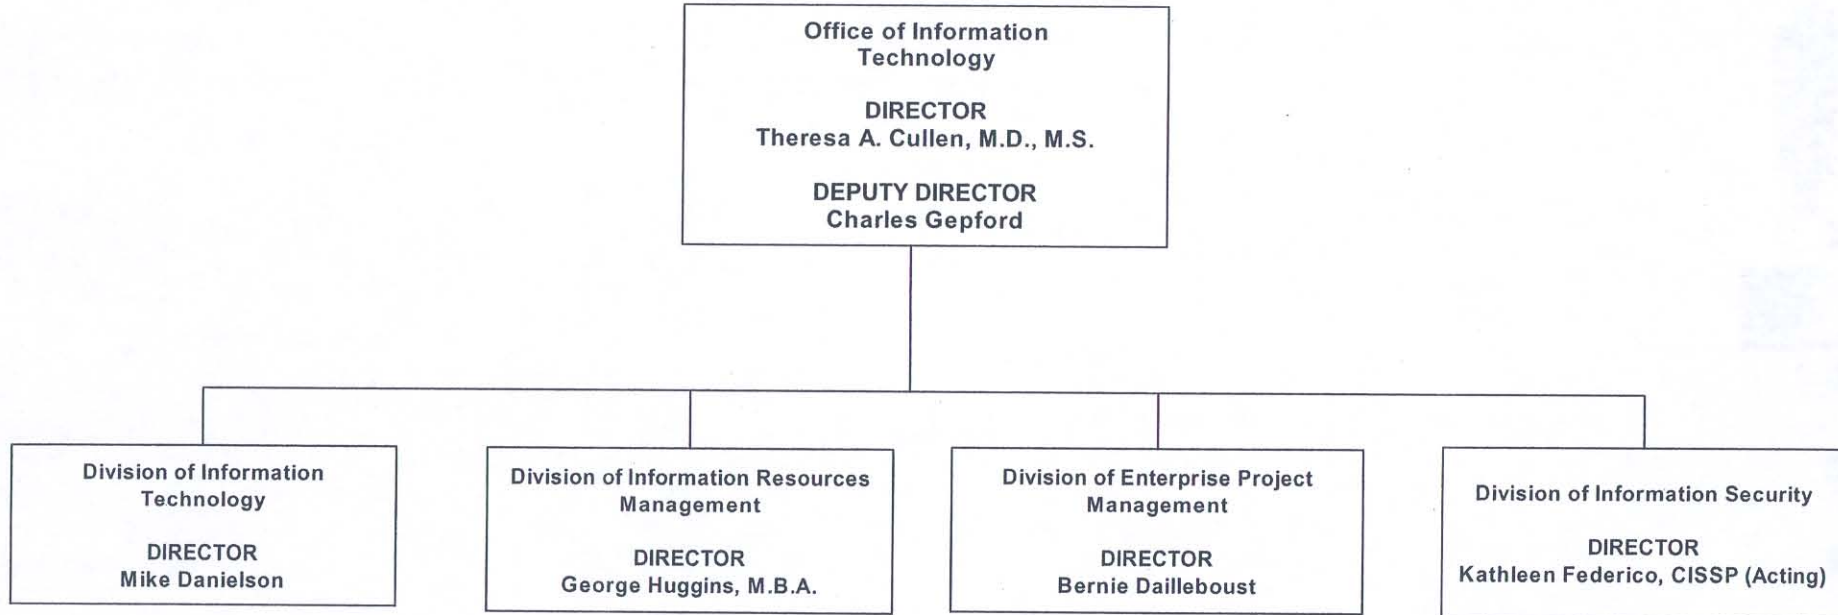 Office of Information
Technology
DIRECTOR
Theresa A. Cullen, M.D., M.S.
DEPUTY DIRECTOR
Charles Gepford
Division of Information
Technology
DIRECTOR
Mike Danielson
Division of Information Resources
Management
DIRECTOR
George Huggins, M.B.A.
Division of Enterprise Project
Management
DIRECTOR
Bernie Dailleboust
Division of Information Security
DIRECTOR
Kathleen Federico, CISSP (Acting)